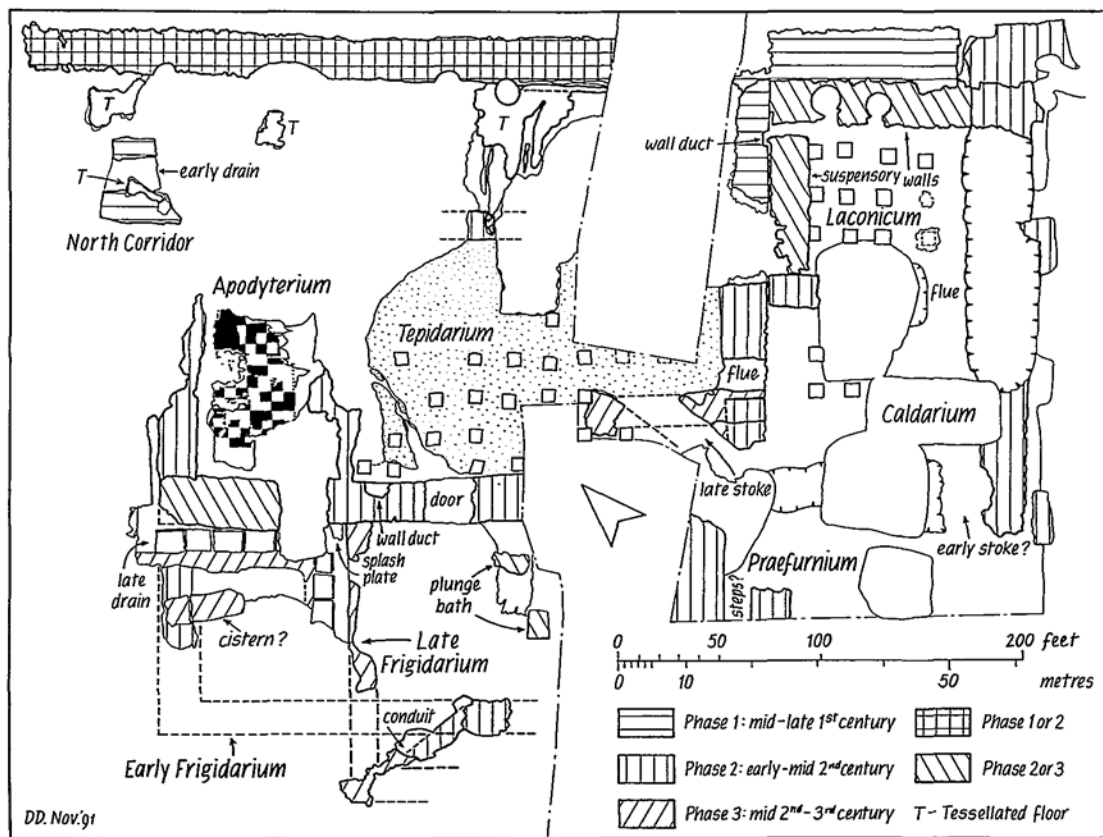 T
T
T
wall duct
T
early drain
suspensory walls
North Corridor
Laconicum
Apodyterium
Tepidarium
flue
flue
Caldarium
door
late stoke
wall duct
splash
plate
late
drain
plunge
bath
Praefurnium
early stoke?
steps?
cistern?
Late
Frigidarium
conduit
Early Frigidarium
0 50 100 200 feet
0 10 50 metres
Phase 1: mid-late 1st century
Phase 1 or 2
Phase 2: early-mid 2nd century
Phase 2 or 3
Phase 3: mid 2nd - 3rd century
T - Tessellated floor
DD. Nov.'91